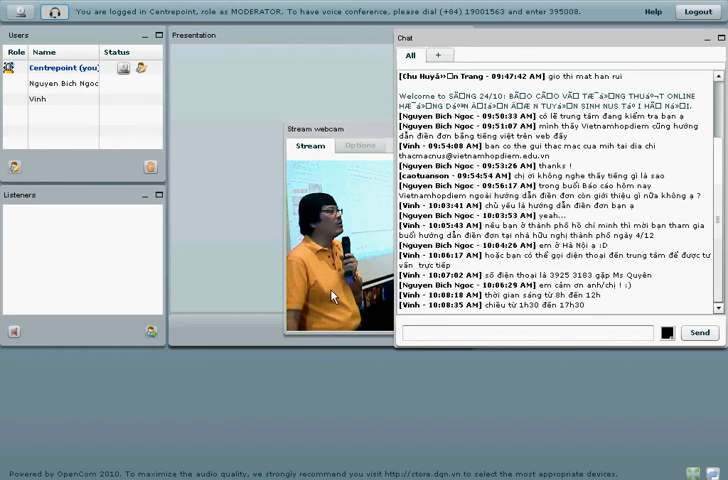 You are logged in Centrepoint, role as MODERATOR. To have voice conference, please dial (+84) 19001563 and enter 395008.
Help
Logout
Users
Role Name Status
Centrepoint (you)
Nguyen Bich Ngoc
Vinh
Listeners
Presentation
Stream webcam
Stream
Options
Chat
All
+
gio thi mat han rui
[Nguyen Bich Ngoc - 09:50:33 AM] có lẽ trung tâm đang kiểm tra bạn ạ
[Nguyen Bich Ngoc - 09:51:07 AM] mình thấy Vietnamhopdiem cũng hướng
dẫn điền đơn bằng tiếng việt trên web đấy
[Vinh - 09:54:08 AM] ban co the gui thac mac cua mih tai dia chi
thacmacnus@vietnamhopdiem.edu.vn
[Nguyen Bich Ngoc - 09:53:26 AM] thanks !
[caotuanson - 09:54:54 AM] chị ơi không nghe thấy tiếng gì là sao
[Nguyen Bich Ngoc - 09:56:17 AM] trong buổi Báo cáo hôm nay
Vietnamhopdiem ngoài hướng dẫn điền đơn còn giới thiệu gì nữa không ạ ?
[Vinh - 10:03:41 AM] chủ yếu là hướng dẫn điền đơn bạn ạ
[Nguyen Bich Ngoc - 10:03:53 AM] yeah...
[Vinh - 10:05:43 AM] nếu bạn ở thành phố hồ chí minh thì mời bạn tham gia
buổi hướng dẫn điền đơn tại nhà hữu nghị thành phố ngày 4/12
[Nguyen Bich Ngoc - 10:04:26 AM] em ở Hà Nội ạ :D
[Vinh - 10:06:17 AM] hoặc bạn có thể gọi điện thoại đến trung tâm để được tư
vấn trực tiếp
[Vinh - 10:07:02 AM] số điện thoại là 3925 3183 gặp Ms Quyên
[Nguyen Bich Ngoc - 10:06:29 AM] em cảm ơn anh/chị ! :)
[Vinh - 10:08:18 AM] thời gian sáng từ 8h đến 12h
[Vinh - 10:08:35 AM] chiều từ 1h30 đến 17h30
Send
Powered by OpenCom 2010. To maximize the audio quality, we strongly recommend you visit http://store.dqn.vn to select the most appropriate devices.